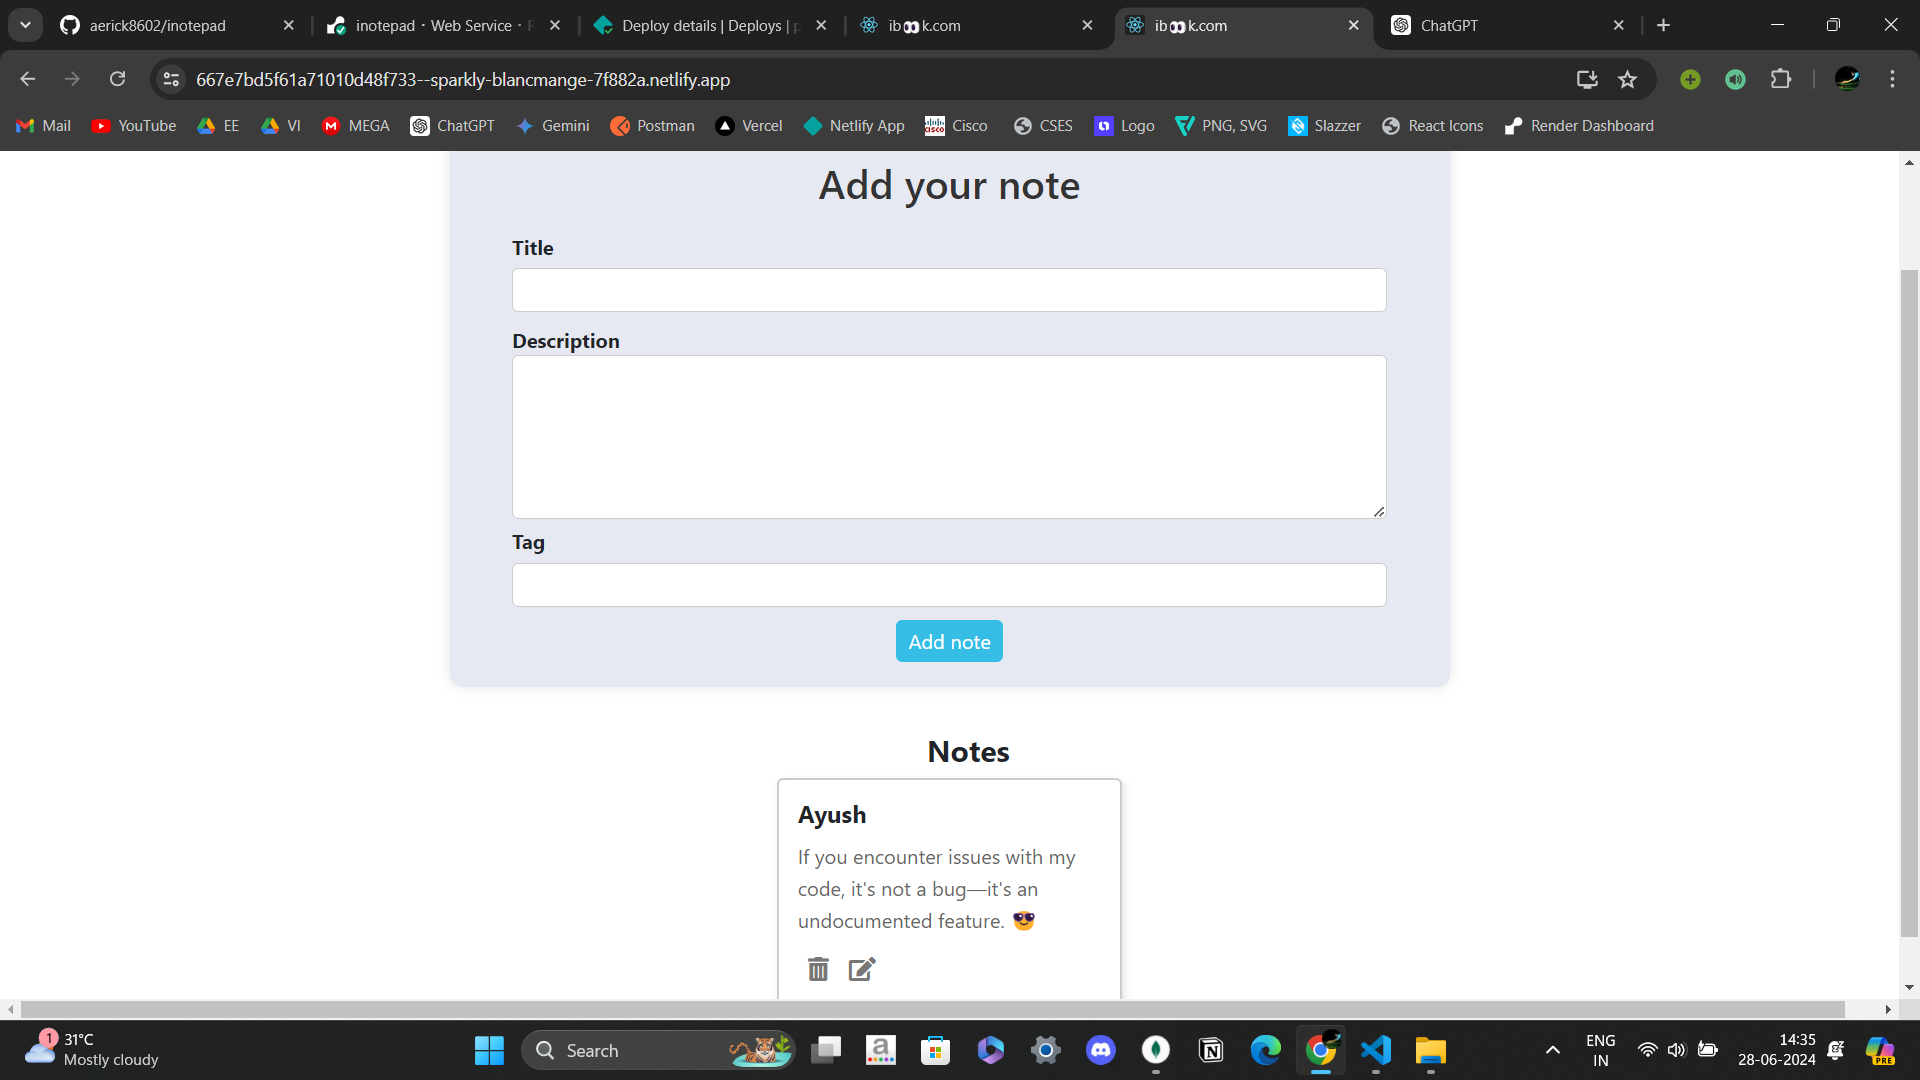 aerick8602/inotepad
inotepad · Web Service ·
Deploy details | Deploys |
ib👀k.com
ib👀k.com
ChatGPT
667e7bd5f61a71010d48f733--sparkly-blancmange-7f882a.netlify.app
Mail
YouTube
EE
VI
MEGA
ChatGPT
Gemini
Postman
Vercel
Netlify App
Cisco
CSES
Logo
PNG, SVG
Slazzer
React Icons
Render Dashboard
Add your note
Title
Description
Tag
Add note
Notes
Ayush
If you encounter issues with my
code, it's not a bug—it's an
undocumented feature. 😎
1
31°C
Mostly cloudy
Search
ENG
IN
14:35
28-06-2024
PRE